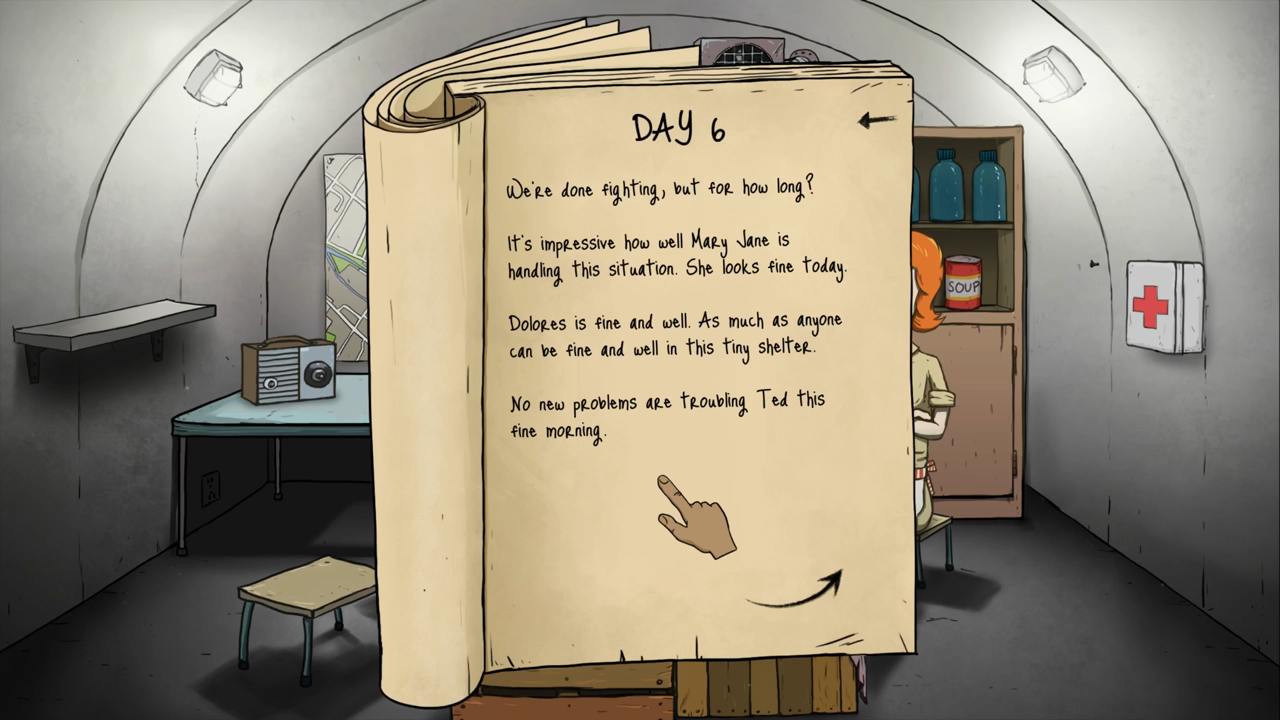 DAY 6
We're done fighting, but for how long?
It's impressive how well Mary Jane is
handling this situation. She looks fine today.
Dolores is fine and well. As much as anyone
can be fine and well in this tiny shelter.
No new problems are troubling Ted this
fine morning.
SOUP